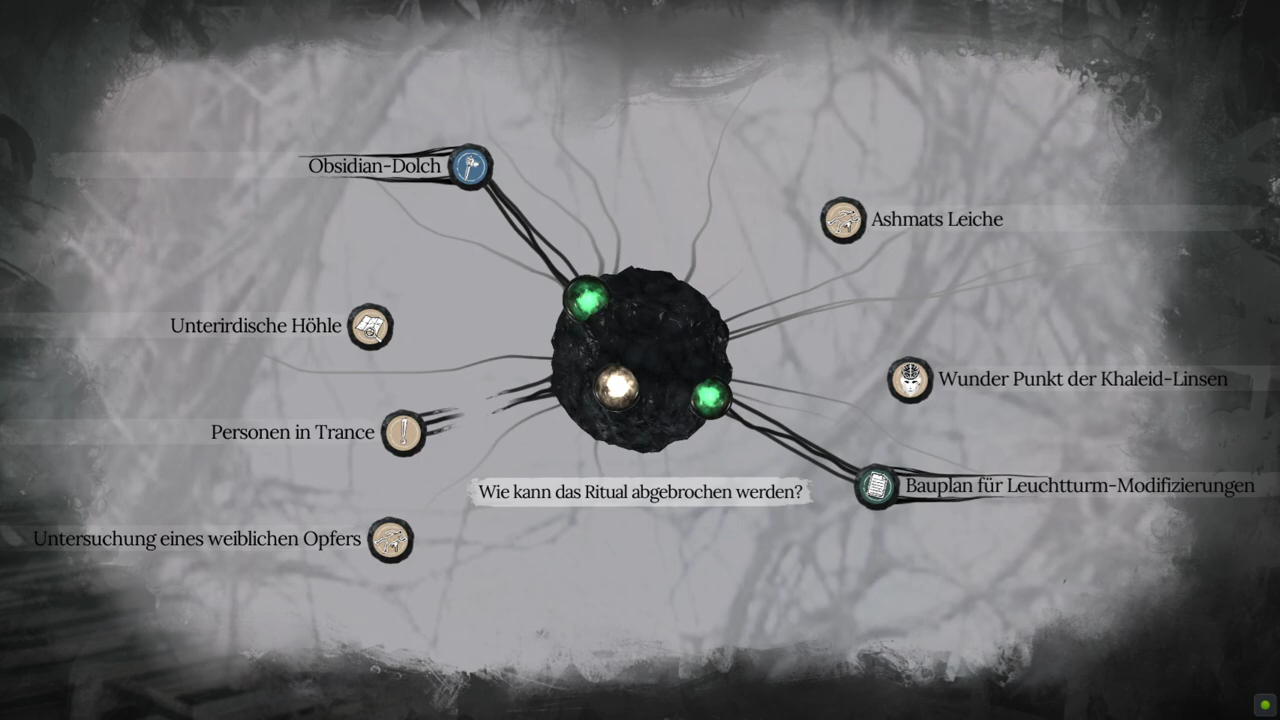 Obsidian-Dolch
Ashmats Leiche
Unterirdische Höhle
Wunder Punkt der Khaleid-Linsen
Personen in Trance
Bauplan für Leuchtturm-Modifizierungen
Wie kann das Ritual abgebrochen werden?
Untersuchung eines weiblichen Opfers